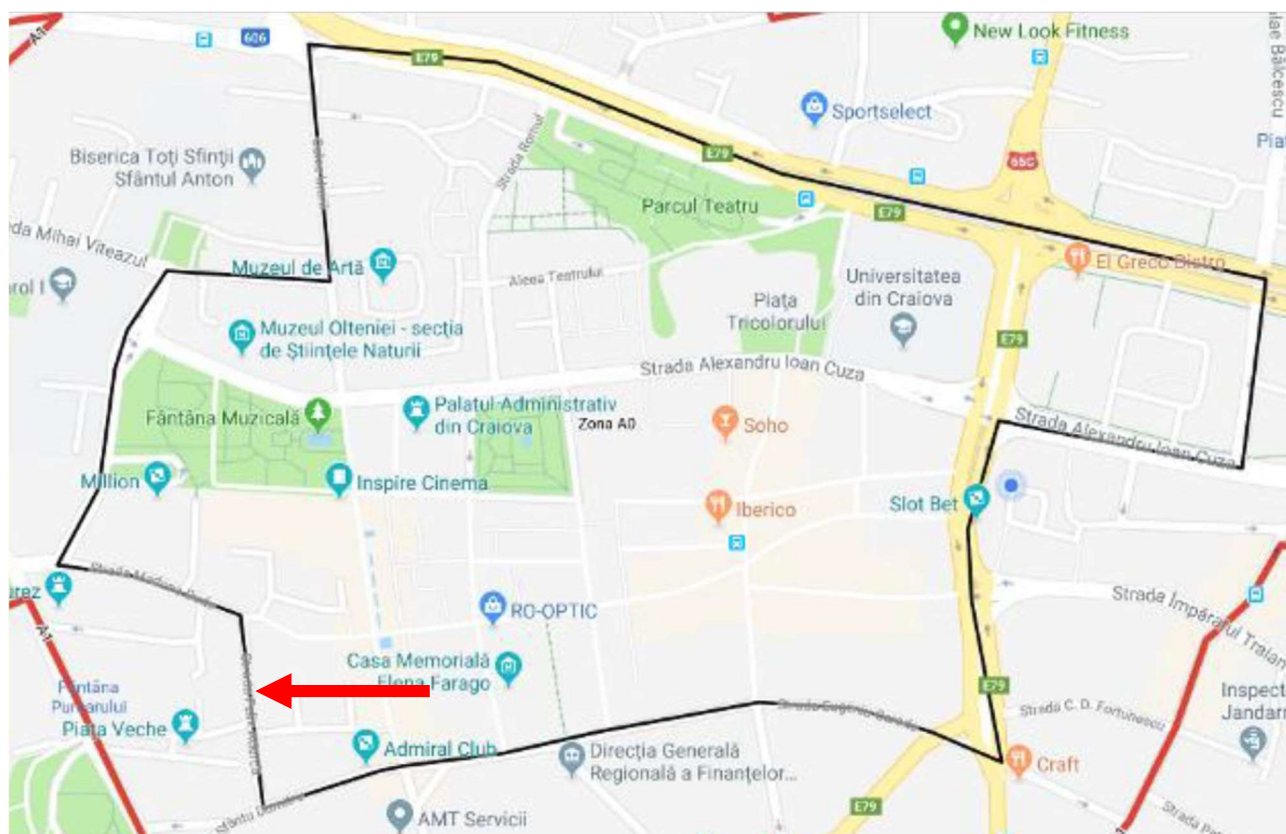 A1
606
E79
New Look Fitness
Sportselect
Strada Romul
Biserica Toți Sfinții
Sfântul Anton
E79
65C
Parcul Teatru
E79
Mihai Viteazul
Muzeul de Artă
El Greco Bistro
Aleea Teatrului
Universitatea
din Craiova
Piața
Tricolorului
Muzeul Olteniei - secția
de Științele Naturii
E79
Strada Alexandru Ioan Cuza
Fântâna Muzicală
Palatul Administrativ
din Craiova
Zona A0
Soho
Strada Alexandru Ioan Cuza
Million
Inspire Cinema
Iberico
Slot Bet
Strada Madona
Strada Împăratul Traian
RO-OPTIC
A1
Casa Memorială
Elena Farago
E79
Fântâna
Purcarului
Piața Veche
Strada C. D. Fortunescu
Admiral Club
Direcția Generală
Regională a Finanțelor...
Craft
E79
AMT Servicii